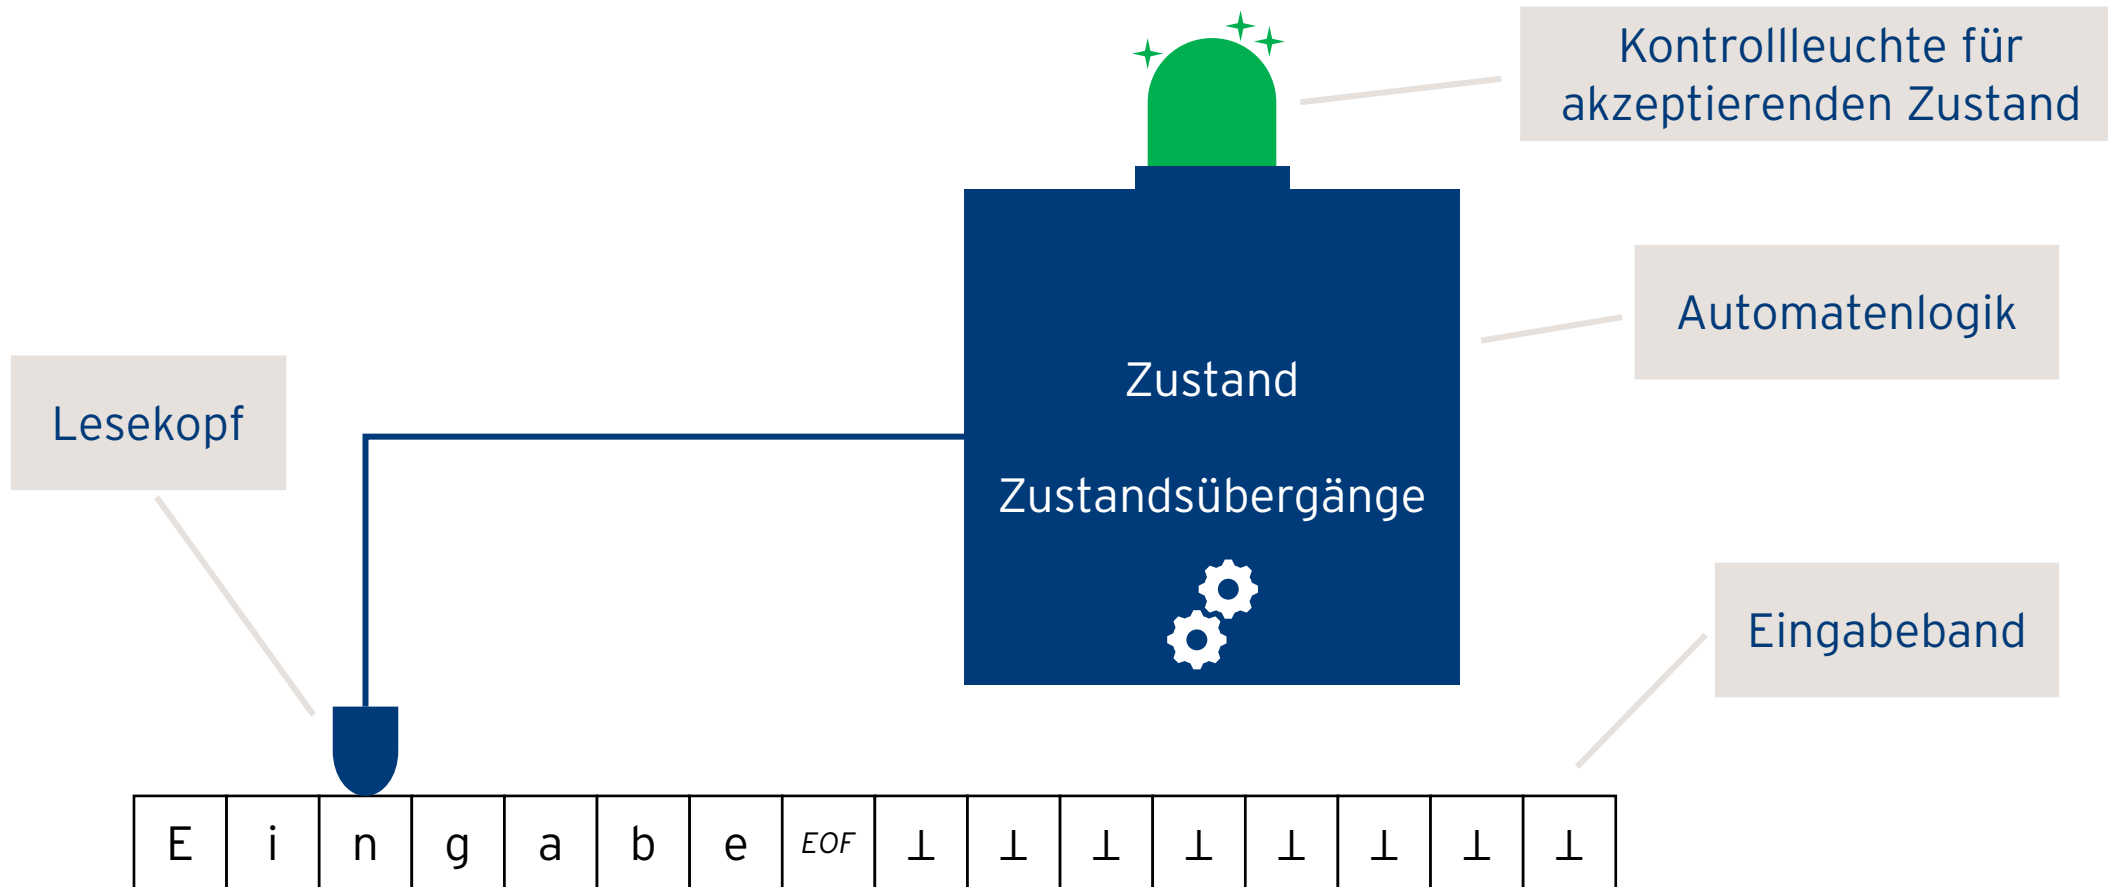 Kontrollleuchte für
akzeptierenden Zustand
Automatenlogik
Zustand
Zustandsübergänge
Lesekopf
Eingabeband
E i n g a b e EOF ⊥ ⊥ ⊥ ⊥ ⊥ ⊥ ⊥ ⊥